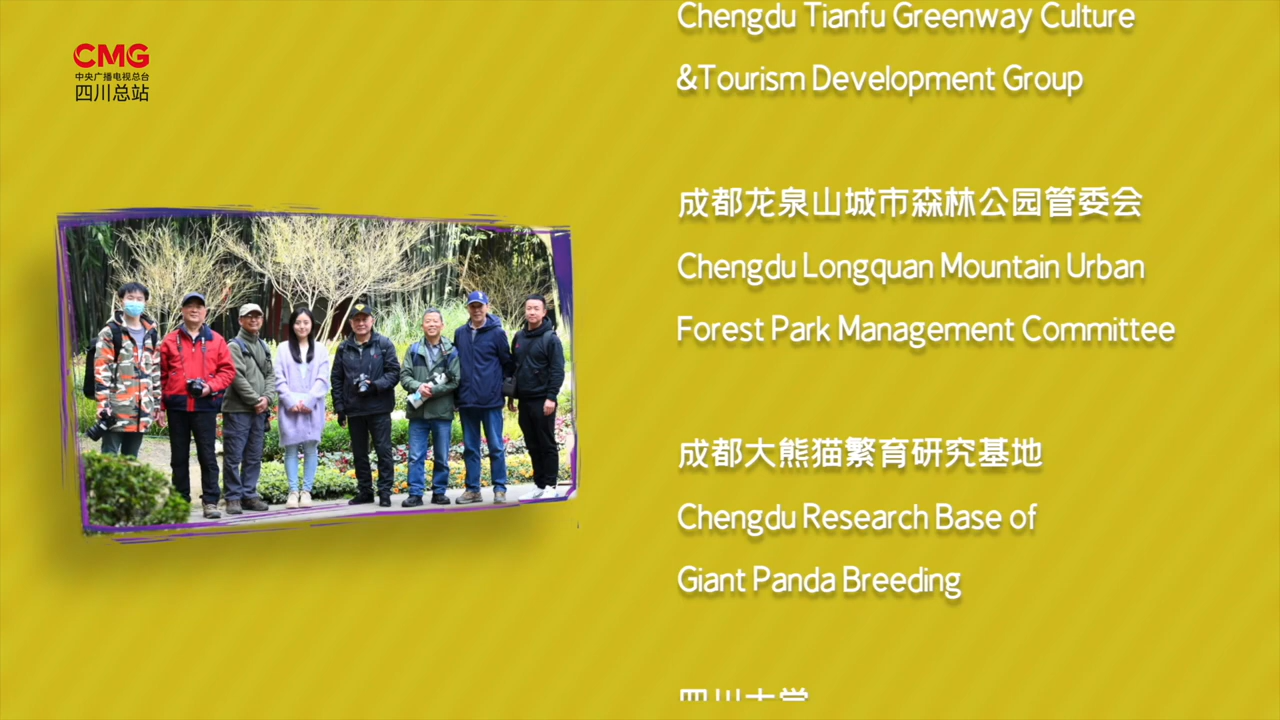 CMG
中央广播电视总台
四川总站
Chengdu Tianfu Greenway Culture
&Tourism Development Group
成都龙泉山城市森林公园管委会
Chengdu Longquan Mountain Urban
Forest Park Management Committee
成都大熊猫繁育研究基地
Chengdu Research Base of
Giant Panda Breeding